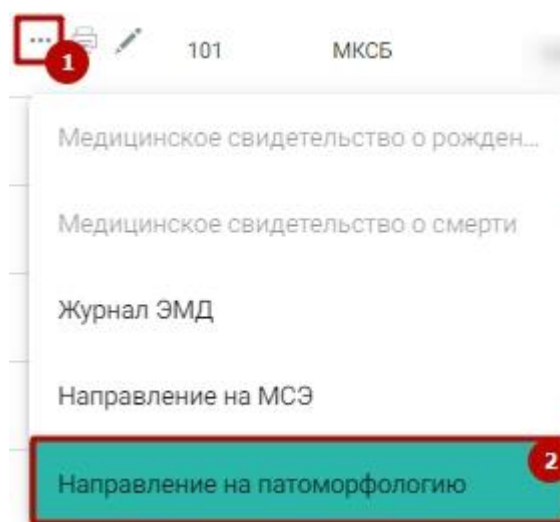 ... 1 101 МКСБ
Медицинское свидетельство о рожден...
Медицинское свидетельство о смерти
Журнал ЭМД
Направление на МСЭ
Направление на патоморфологию 2